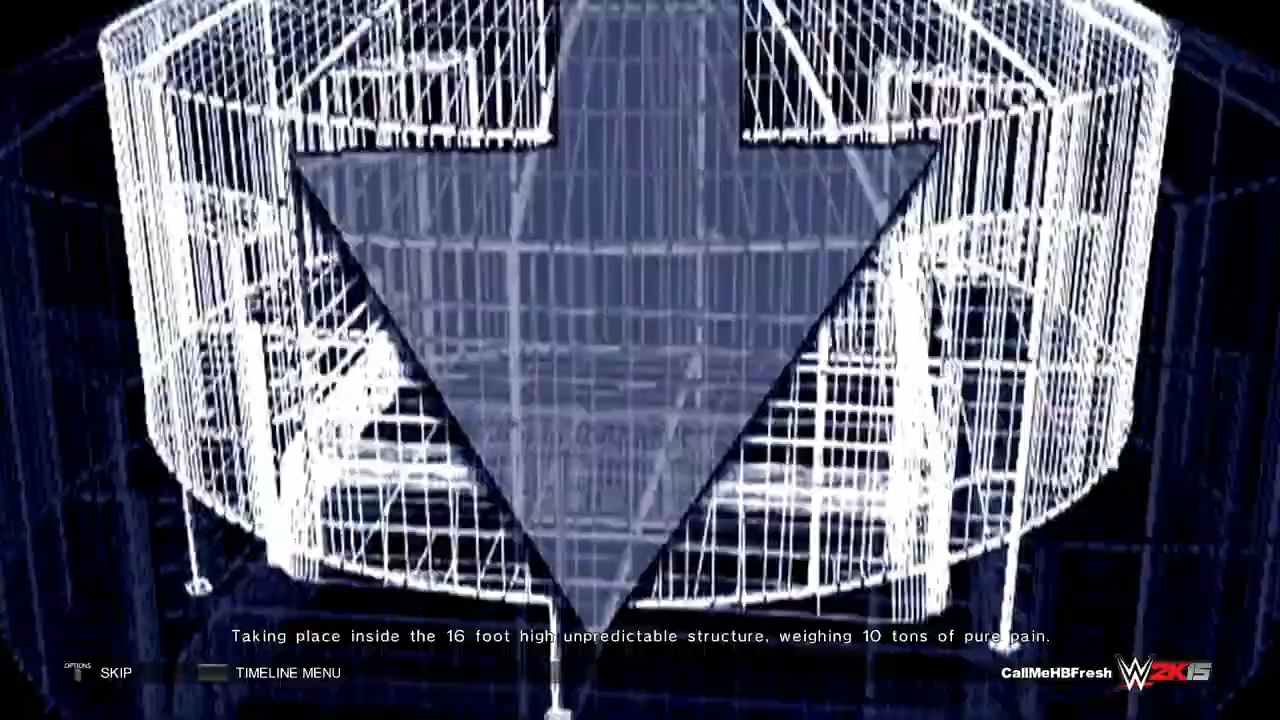 Taking place inside the 16 foot high unpredictable structure, weighing 10 tons of pure pain.
OPTIONS SKIP TIMELINE MENU CallMeHBFresh W 2K15